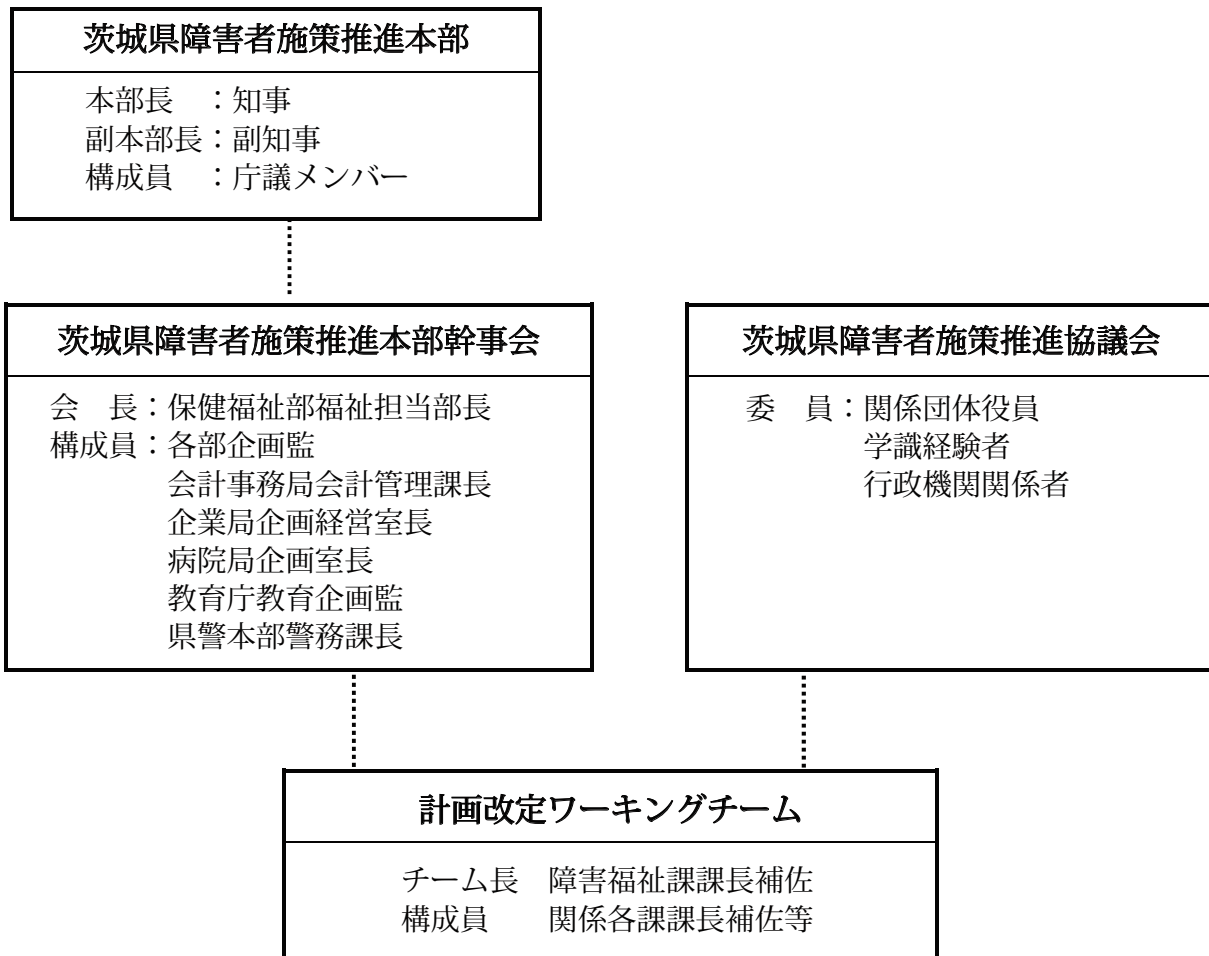 茨城県障害者施策推進本部
本部長　：知事
副本部長：副知事
構成員　：庁議メンバー
茨城県障害者施策推進本部幹事会
会　長：保健福祉部福祉担当部長
構成員：各部企画監
会計事務局会計管理課長
企業局企画経営室長
病院局企画室長
教育庁教育企画監
県警本部警務課長
茨城県障害者施策推進協議会
委　員：関係団体役員
学識経験者
行政機関関係者
計画改定ワーキングチーム
チーム長　障害福祉課課長補佐
構成員　　関係各課課長補佐等